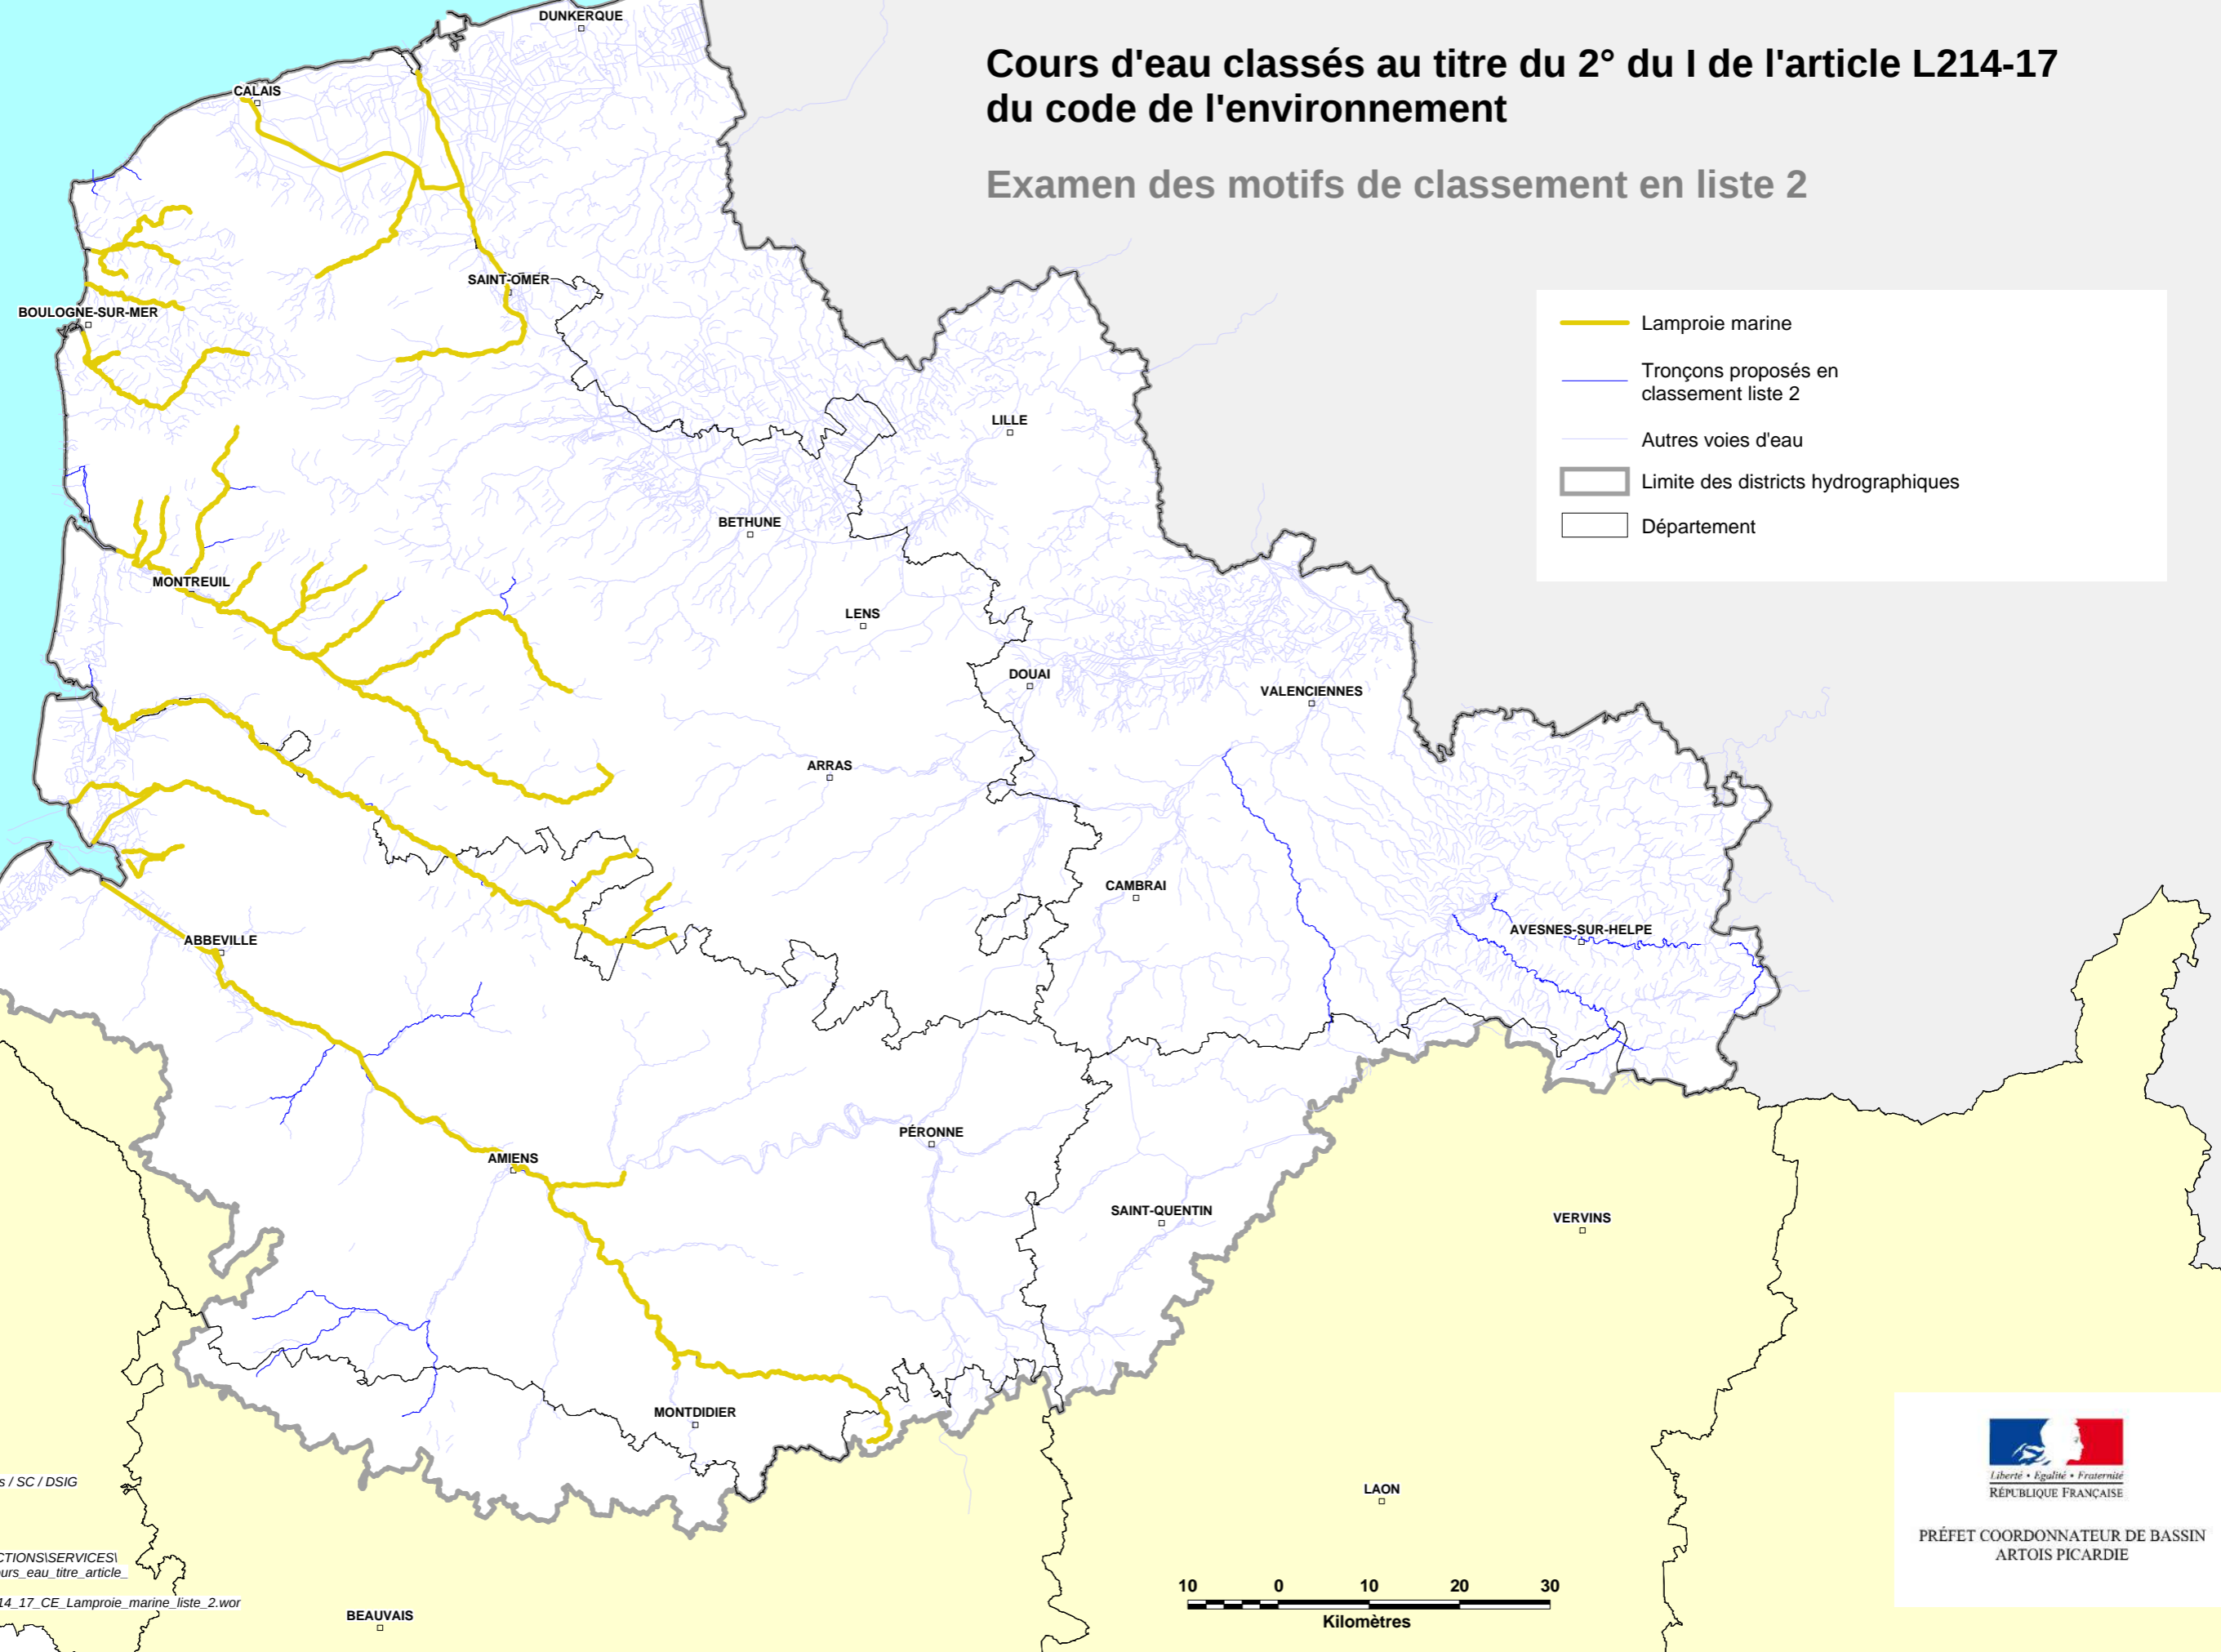 Cours d'eau classés au titre du 2° du I de l'article L214-17
du code de l'environnement
Examen des motifs de classement en liste 2
Lamproie marine
Tronçons proposés en
classement liste 2
Autres voies d'eau
Limite des districts hydrographiques
Département
DUNKERQUE
CALAIS
SAINT-OMER
BOULOGNE-SUR-MER
LILLE
BETHUNE
MONTREUIL
LENS
DOUAI
VALENCIENNES
ARRAS
CAMBRAI
AVESNES-SUR-HELPE
ABBEVILLE
PÉRONNE
AMIENS
SAINT-QUENTIN
VERVINS
MONTDIDIER
LAON
BEAUVAIS
s / SC / DSIG
CTIONS\SERVICES\
urs_eau_titre_article_
14_17_CE_Lamproie_marine_liste_2.wor
10 0 10 20 30
Kilomètres
Liberté • Egalité • Fraternité
RÉPUBLIQUE FRANÇAISE
PRÉFET COORDONNATEUR DE BASSIN
ARTOIS PICARDIE